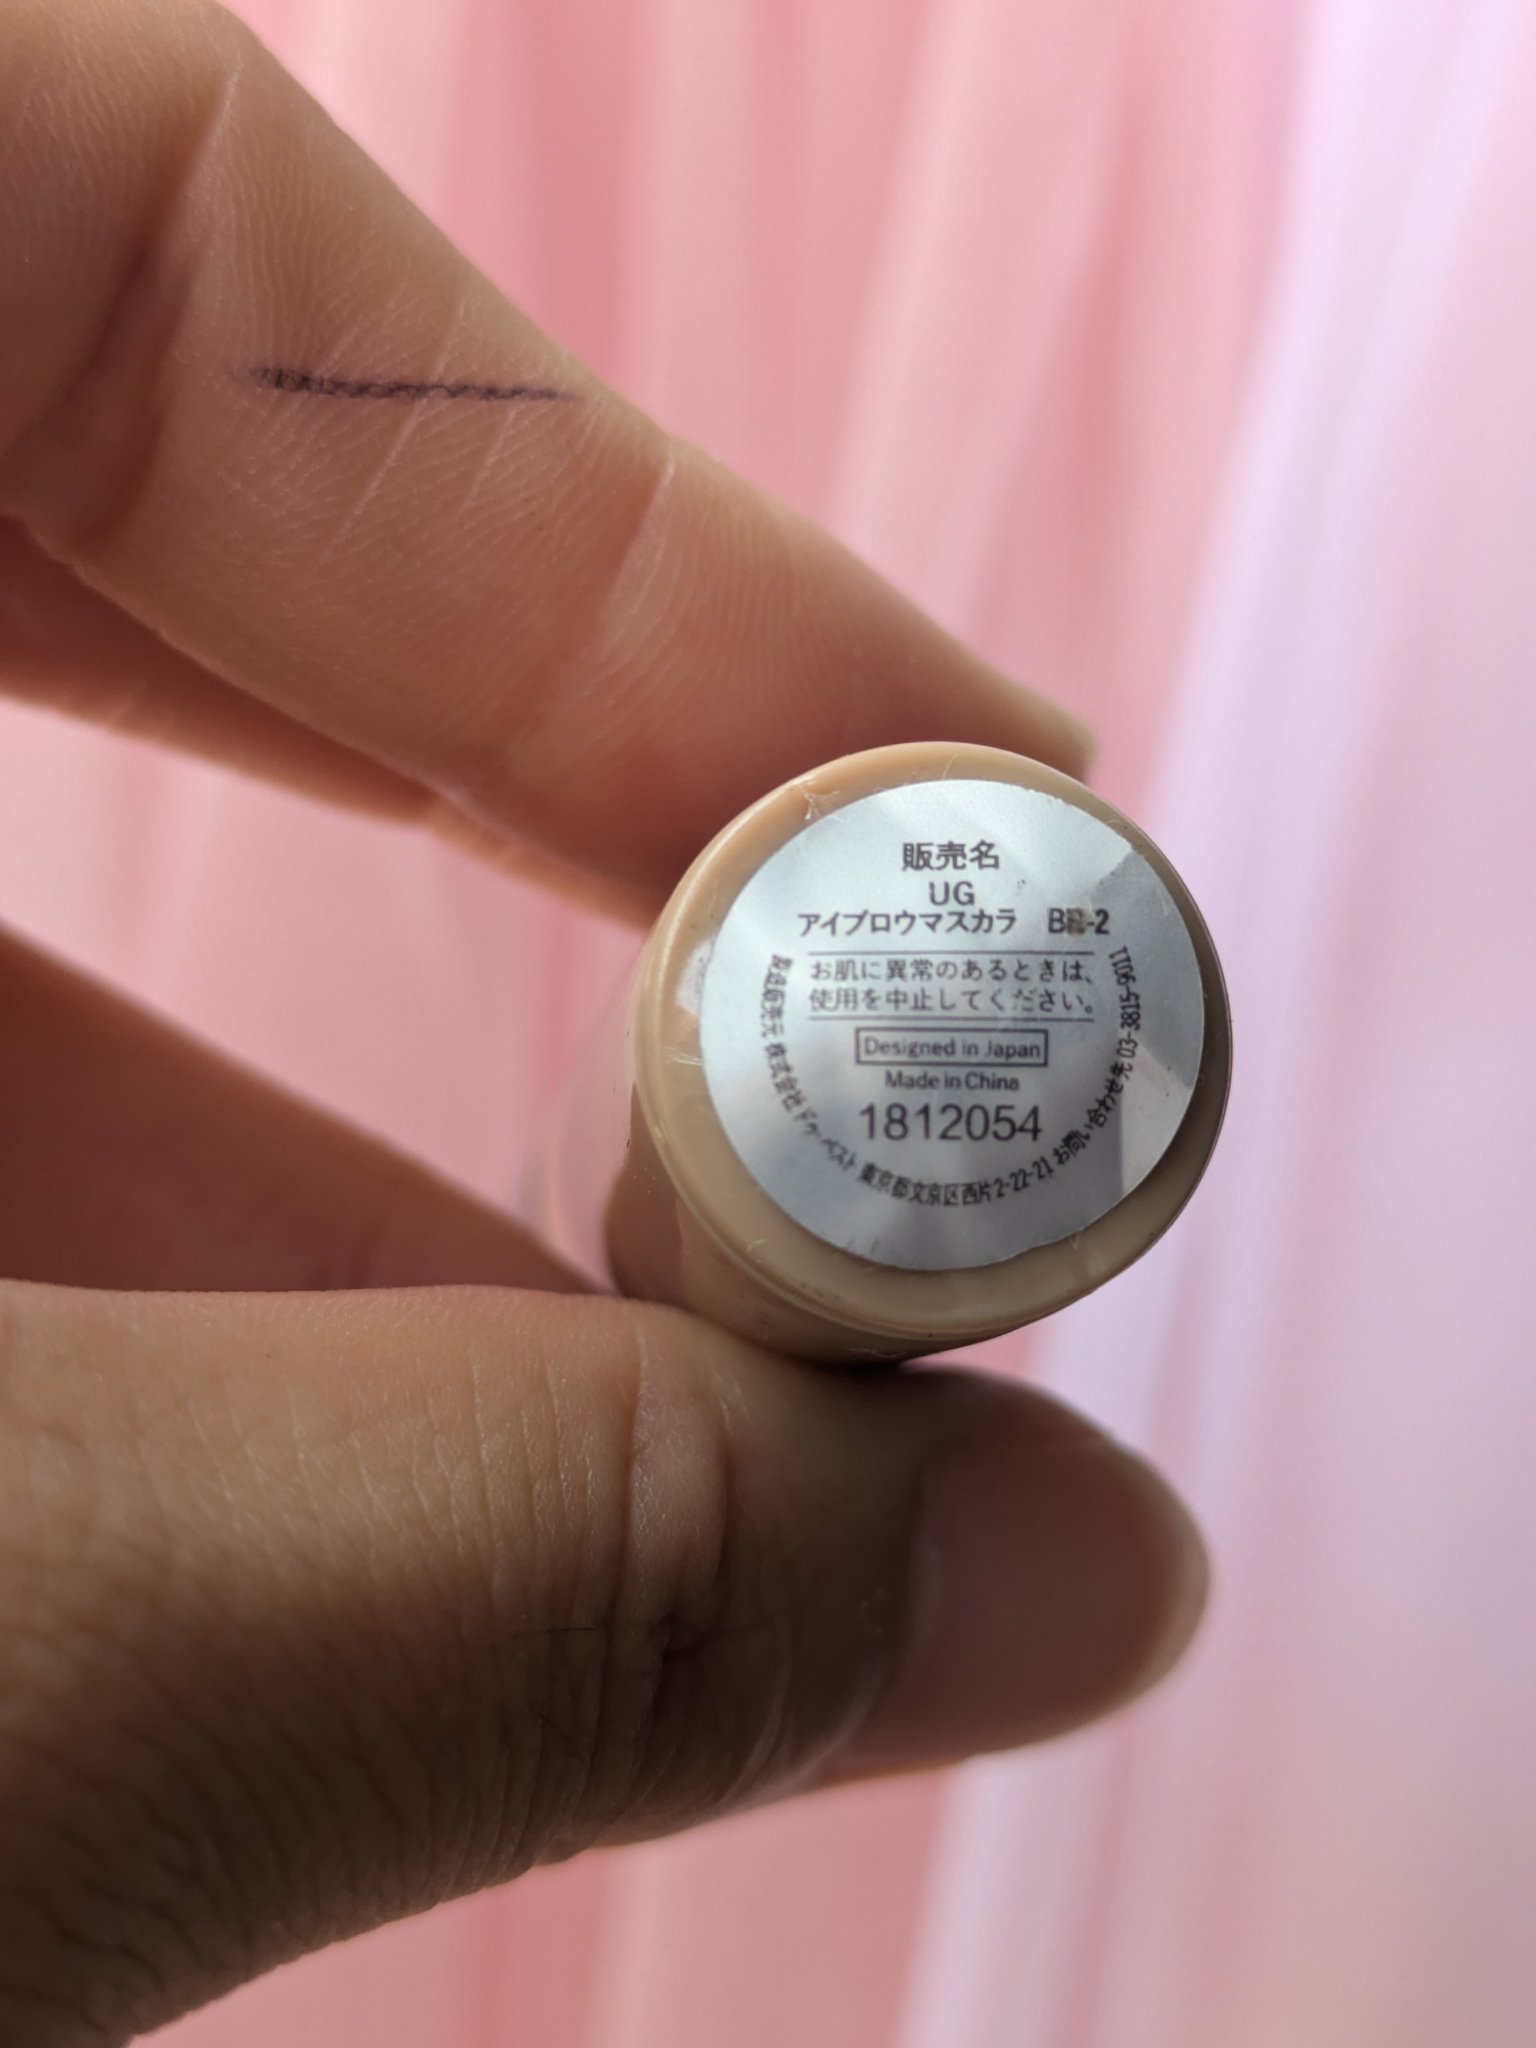 販売名
UG
アイブロウマスカラ BR-2
お肌に異常のあるときは、
使用を中止してください。
Designed in Japan
Made in China
1812054
製造販売元 株式会社ドゥ・ベスト 東京都文京区西片2-22-21 お問い合わせ先 03-3815-9011